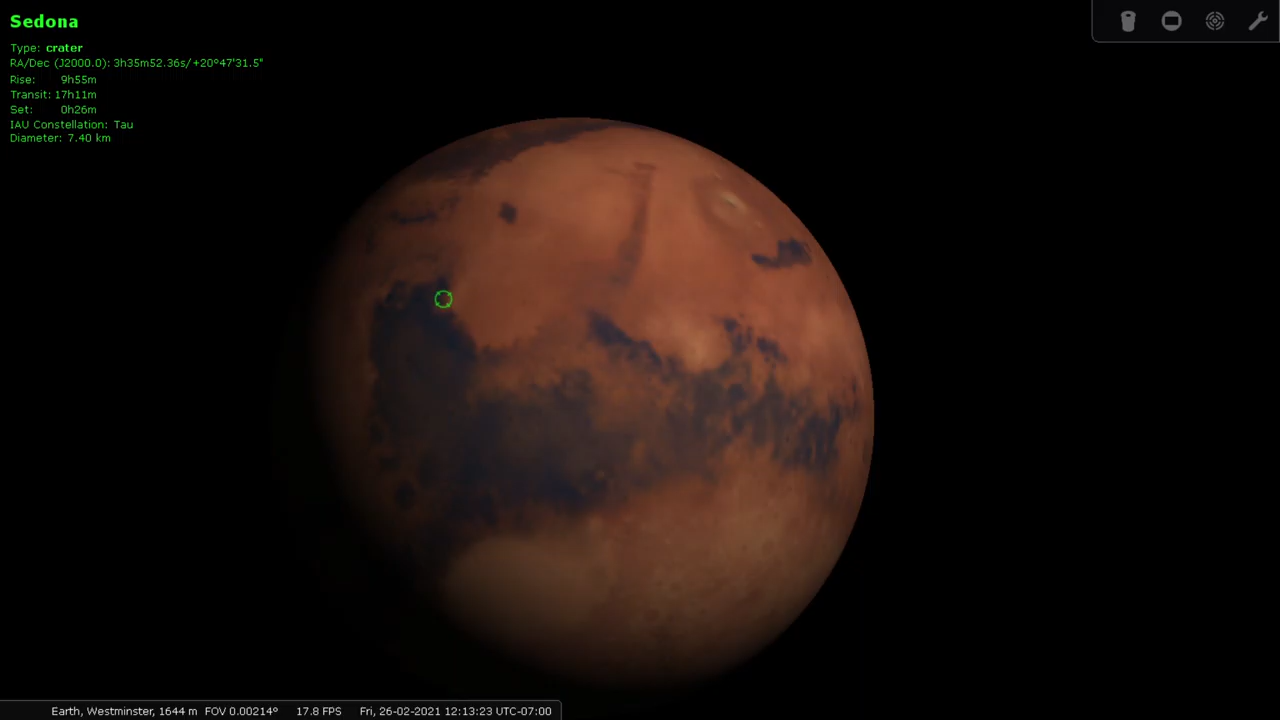 Sedona
Type: crater
RA/Dec (J2000.0): 3h35m52.36s/+20°47'31.5"
Rise: 9h55m
Transit: 17h11m
Set: 0h26m
IAU Constellation: Tau
Diameter: 7.40 km
Earth, Westminster, 1644 m FOV 0.00214° 17.8 FPS Fri, 26-02-2021 12:13:23 UTC-07:00